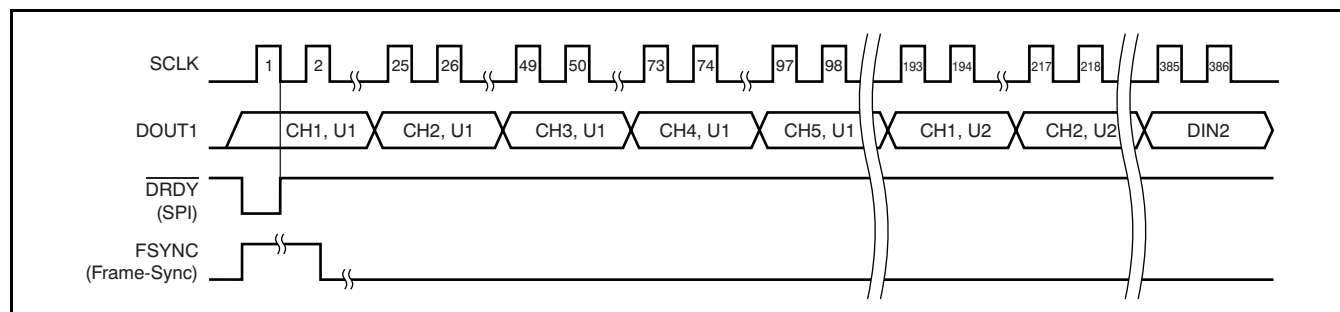 SCLK 1 2 25 26 49 50 73 74 97 98 193 194 217 218 385 386
DOUT1 CH1, U1 CH2, U1 CH3, U1 CH4, U1 CH5, U1 CH1, U2 CH2, U2 DIN2
DRDY
(SPI)
FSYNC
(Frame-Sync)